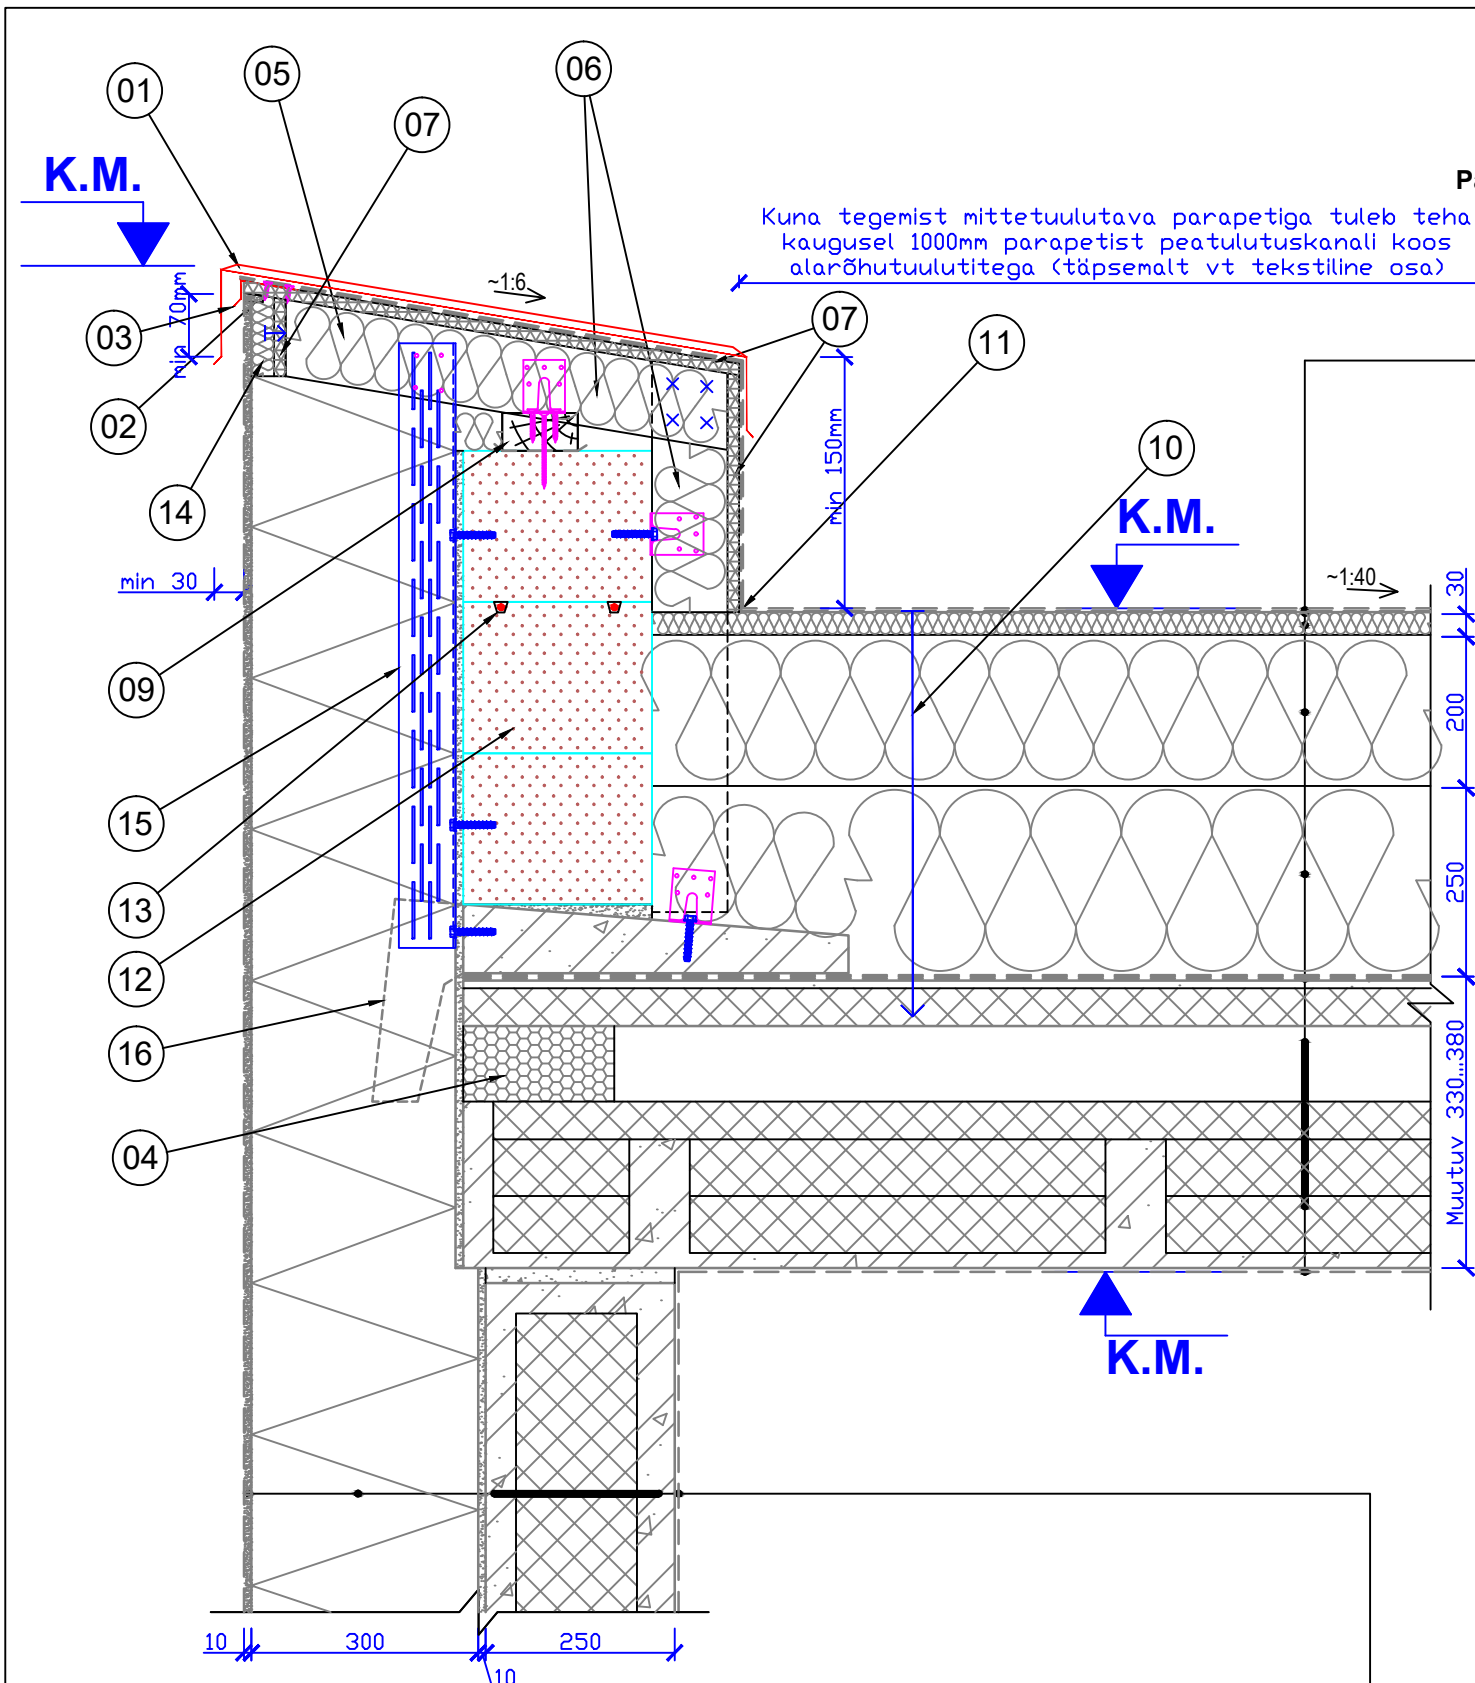 01
05
06
07
K.M.
Pa
Kuna tegemist mittetuulutava parapetiga tuleb teha
kaugusel 1000mm parapetist peatulutuskanali koos
alarõhutuulutitega (täpsemalt vt tekstiline osa)
~1:6
min 70mm
03
07
11
02
min 150mm
10
14
K.M.
min 30
~1:40
30
09
200
15
250
13
12
16
Muutuv 330...380
04
K.M.
10
300
250
10